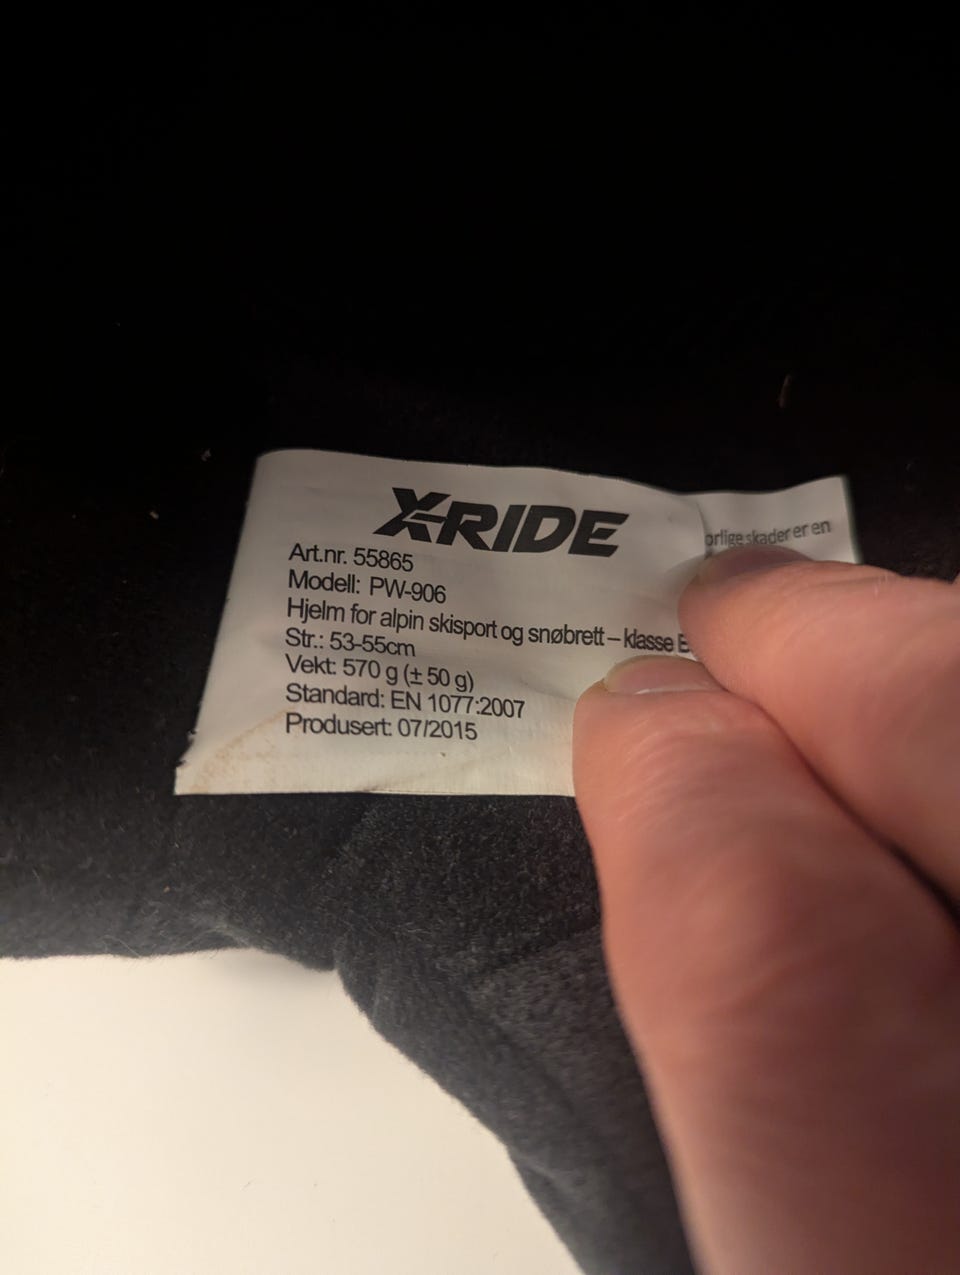 X-RIDE
Art.nr. 55865
Modell: PW-906
Hjelm for alpin skisport og snøbrett – klasse
Str.: 53-55cm
Vekt: 570 g (± 50 g)
Standard: EN 1077:2007
Produsert: 07/2015
skader er en